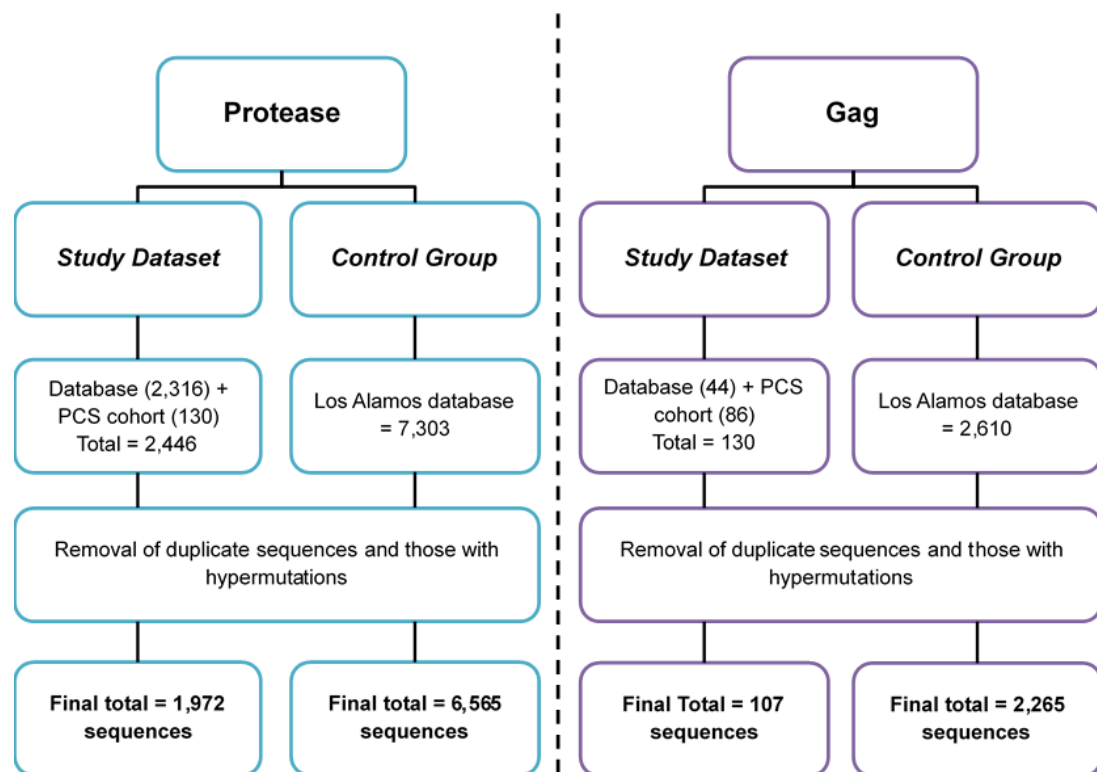 Protease
Study Dataset
Control Group
Database (2,316) +
PCS cohort (130)
Total = 2,446
Los Alamos database
= 7,303
Removal of duplicate sequences and those with
hypermutations
Final total = 1,972
sequences
Final total = 6,565
sequences
Gag
Study Dataset
Control Group
Database (44) + PCS
cohort (86)
Total = 130
Los Alamos database
= 2,610
Removal of duplicate sequences and those with
hypermutations
Final Total = 107
sequences
Final total = 2,265
sequences